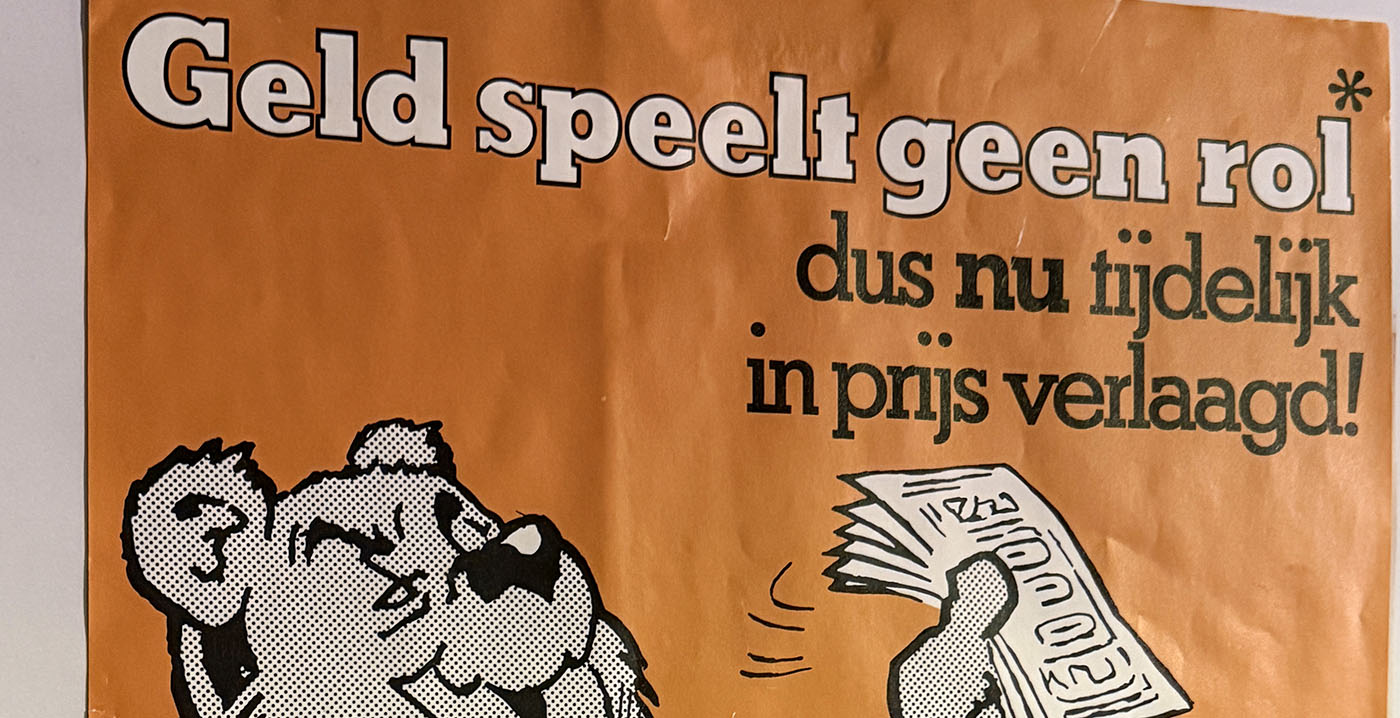 Geld speelt geen rol*
dus nu tijdelijk
in prijs verlaagd!